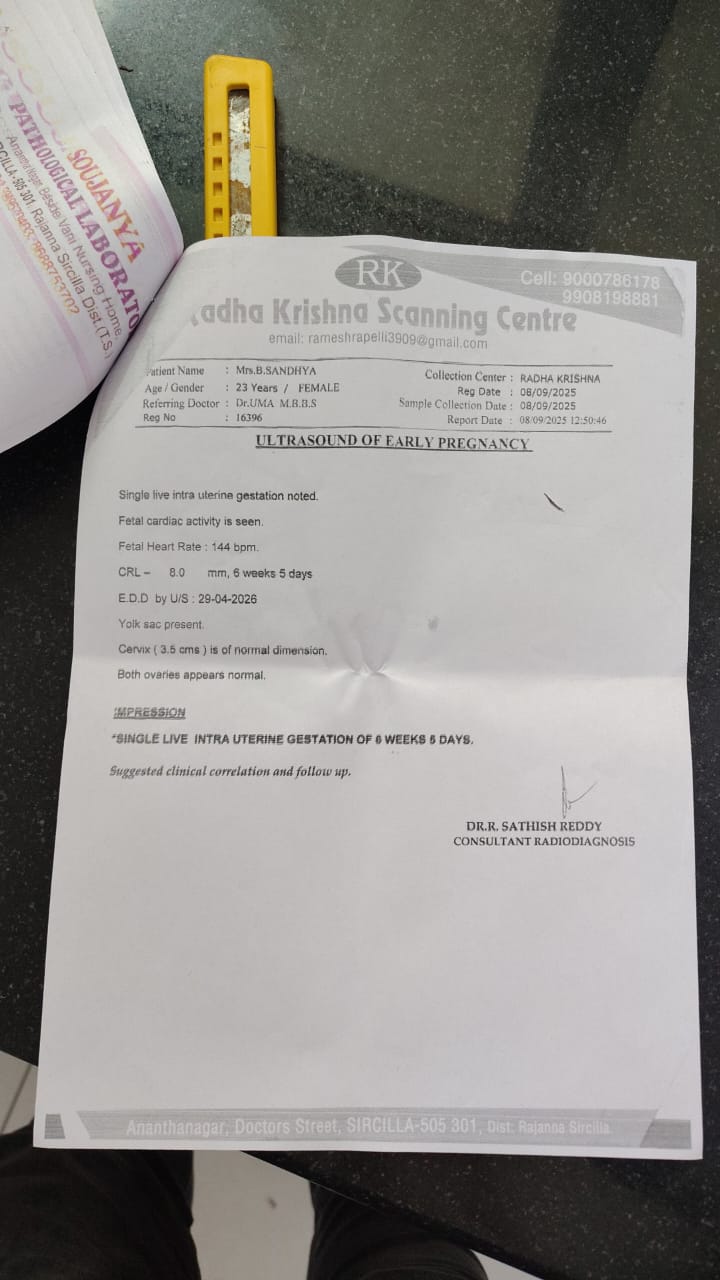 SOUJANYA
PATHOLOGICAL LABORATO
Beside Vani Nursing Home,
Rajanna Sircilla Dist.(T.S.)
RK
Cell: 9000786178
9908198881
adha Krishna Scanning Centre
email: rameshrapelli3909@gmail.com
atient Name : Mrs.B.SANDHYA
Age / Gender : 23 Years / FEMALE
Referring Doctor : Dr.UMA M.B.B.S
Reg No : 16396
Collection Center : RADHA KRISHNA
Reg Date : 08/09/2025
Sample Collection Date : 08/09/2025
Report Date : 08/09/2025 12:50:46
ULTRASOUND OF EARLY PREGNANCY
Single live intra uterine gestation noted.
Fetal cardiac activity is seen.
Fetal Heart Rate : 144 bpm.
CRL – 8.0 mm, 6 weeks 5 days
E.D.D by U/S : 29-04-2026
Yolk sac present.
Cervix ( 3.5 cms ) is of normal dimension.
Both ovaries appears normal.
IMPRESSION
*SINGLE LIVE INTRA UTERINE GESTATION OF 6 WEEKS 5 DAYS.
Suggested clinical correlation and follow up.
DR.R. SATHISH REDDY
CONSULTANT RADIODIAGNOSIS
Ananthanagar, Doctors Street, SIRCILLA-505 301, Dist: Rajanna Sircilla.